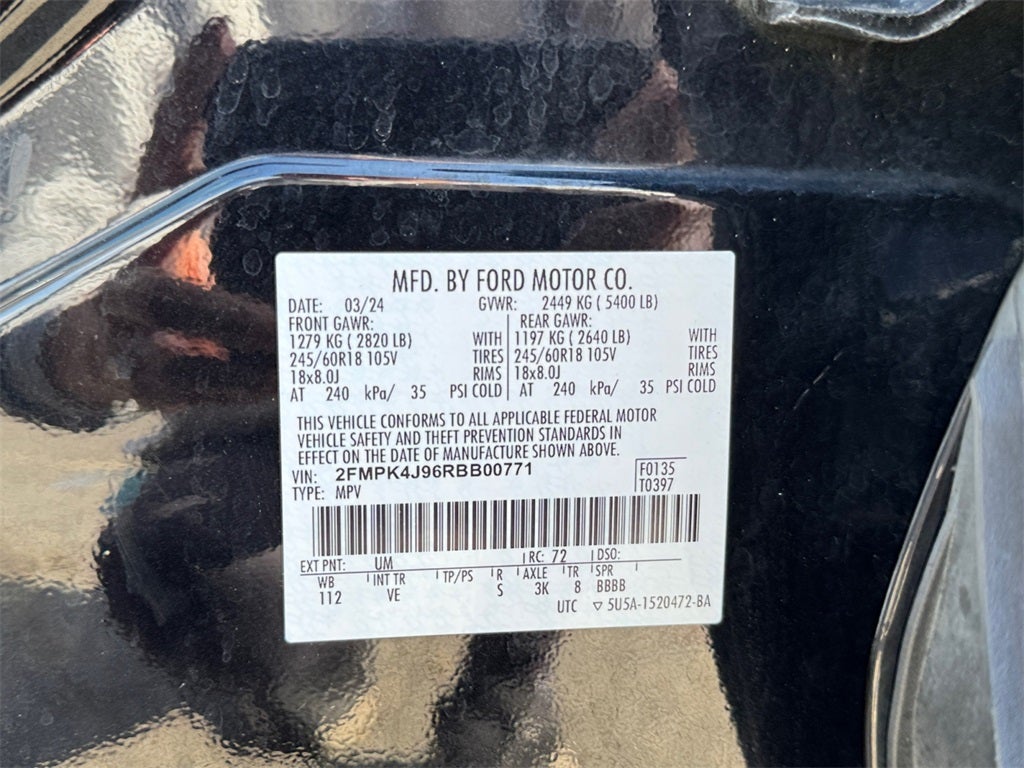 MFD. BY FORD MOTOR CO.
DATE: 03/24 GVWR: 2449 KG ( 5400 LB)
FRONT GAWR: REAR GAWR:
1279 KG ( 2820 LB) WITH 1197 KG ( 2640 LB) WITH
245/60R18 105V TIRES 245/60R18 105V TIRES
18x8.0J RIMS 18x8.0J RIMS
AT 240 kPa/ 35 PSI COLD AT 240 kPa/ 35 PSI COLD
THIS VEHICLE CONFORMS TO ALL APPLICABLE FEDERAL MOTOR
VEHICLE SAFETY AND THEFT PREVENTION STANDARDS IN
EFFECT ON THE DATE OF MANUFACTURE SHOWN ABOVE.
VIN: 2FMPK4J96RBB00771 F0135
TYPE: MPV T0397
EXT PNT: UM RC: 72 DSO:
WB INT TR TP/PS R AXLE TR SPR
112 VE S 3K 8 BBBB
UTC ▽ 5U5A-1520472-BA